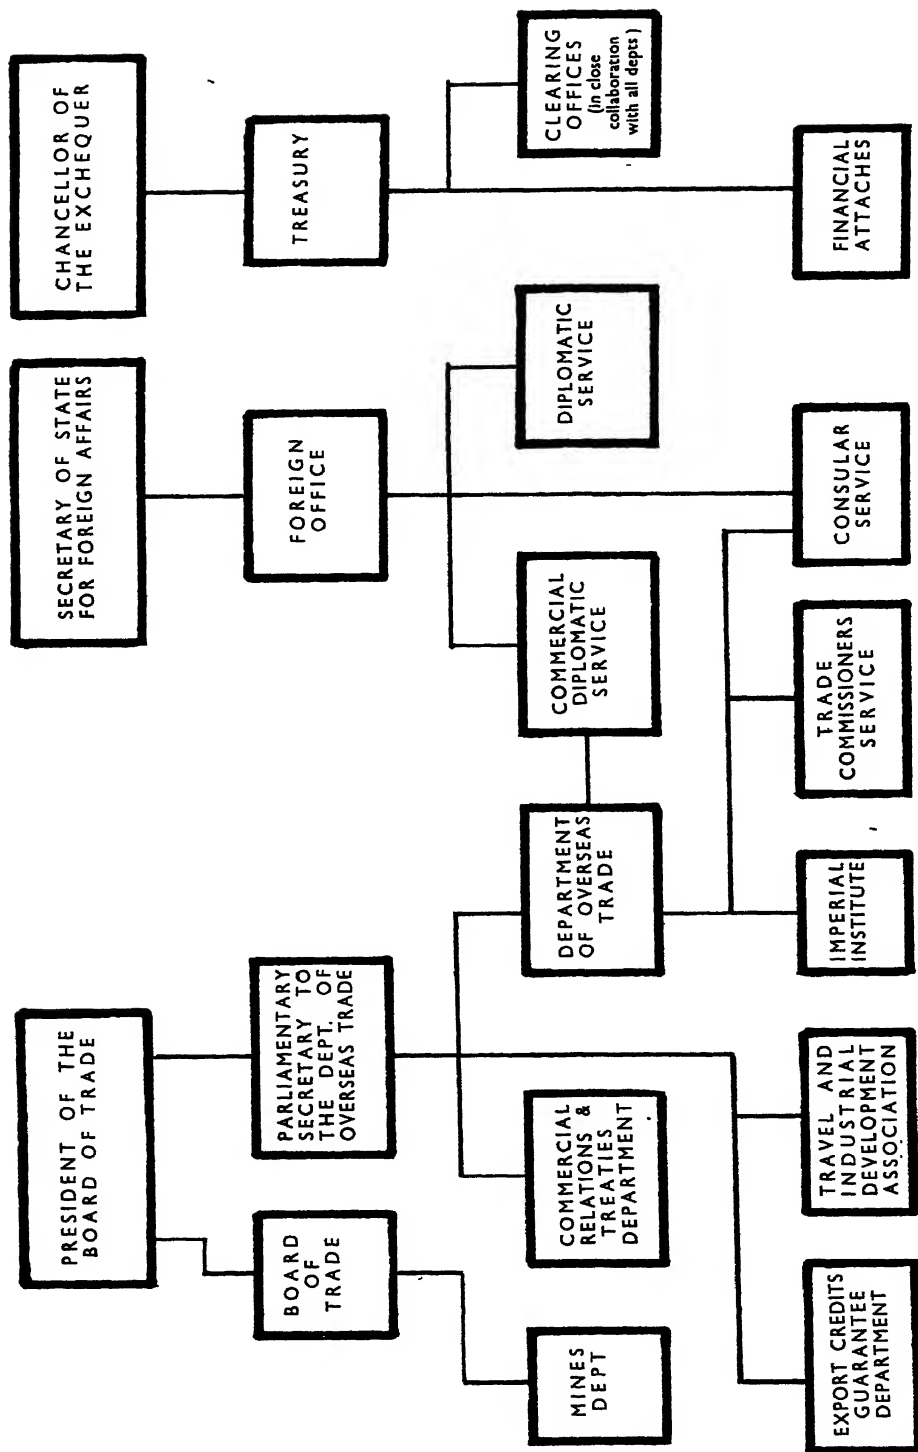 PRESIDENT OF THE
BOARD OF TRADE
SECRETARY OF STATE
FOR FOREIGN AFFAIRS
CHANCELLOR OF
THE EXCHEQUER
BOARD
OF
TRADE
PARLIAMENTARY
SECRETARY TO
THE DEPT. OF
OVERSEAS TRADE
FOREIGN
OFFICE
TREASURY
MINES
DEPT
COMMERCIAL
RELATIONS &
TREATIES
DEPARTMENT
DEPARTMENT
OF OVERSEAS
TRADE
COMMERCIAL
DIPLOMATIC
SERVICE
DIPLOMATIC
SERVICE
CLEARING
OFFICES
(in close
collaboration
with all depts)
EXPORT CREDITS
GUARANTEE
DEPARTMENT
TRAVEL AND
INDUSTRIAL
DEVELOPMENT
ASSOCIATION
IMPERIAL
INSTITUTE
TRADE
COMMISSIONERS
SERVICE
CONSULAR
SERVICE
FINANCIAL
ATTACHES